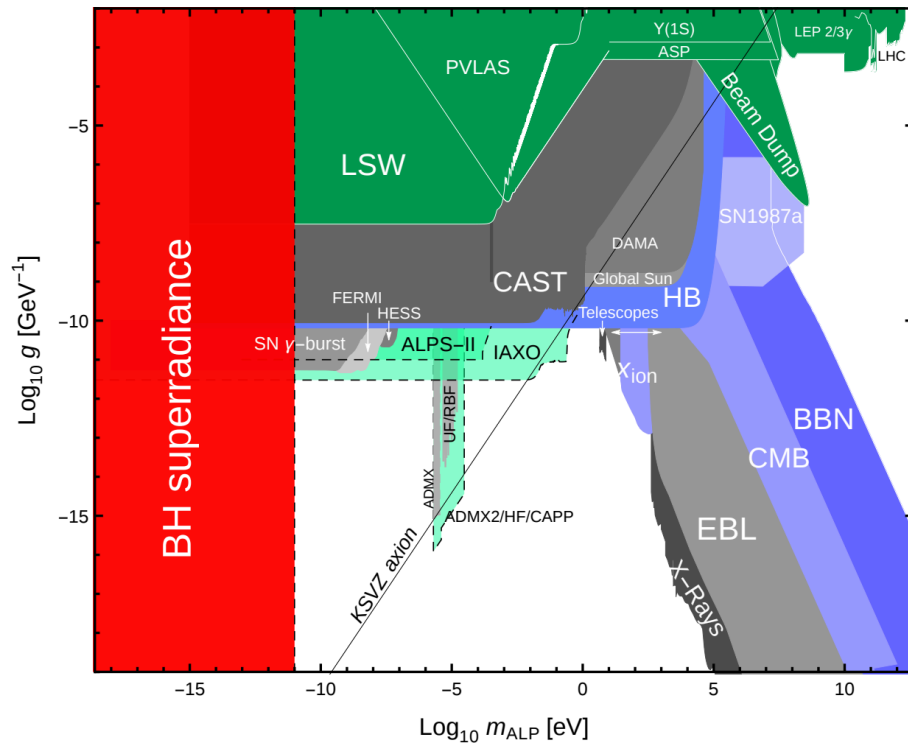 Y(1S)
LEP 2/3γ
ASP
LHC
PVLAS
Beam Dump
LSW
SN1987a
DAMA
CAST
Global Sun
HB
FERMI
HESS
Telescopes
SN γ−burst
ALPS−II
IAXO
χion
UF/RBF
BBN
CMB
ADMX
ADMX2/HF/CAPP
EBL
X−Rays
KSVZ axion
BH superradiance
−5
−10
−15
Log10 g [GeV−1]
−15
−10
−5
0
5
10
Log10 mALP [eV]